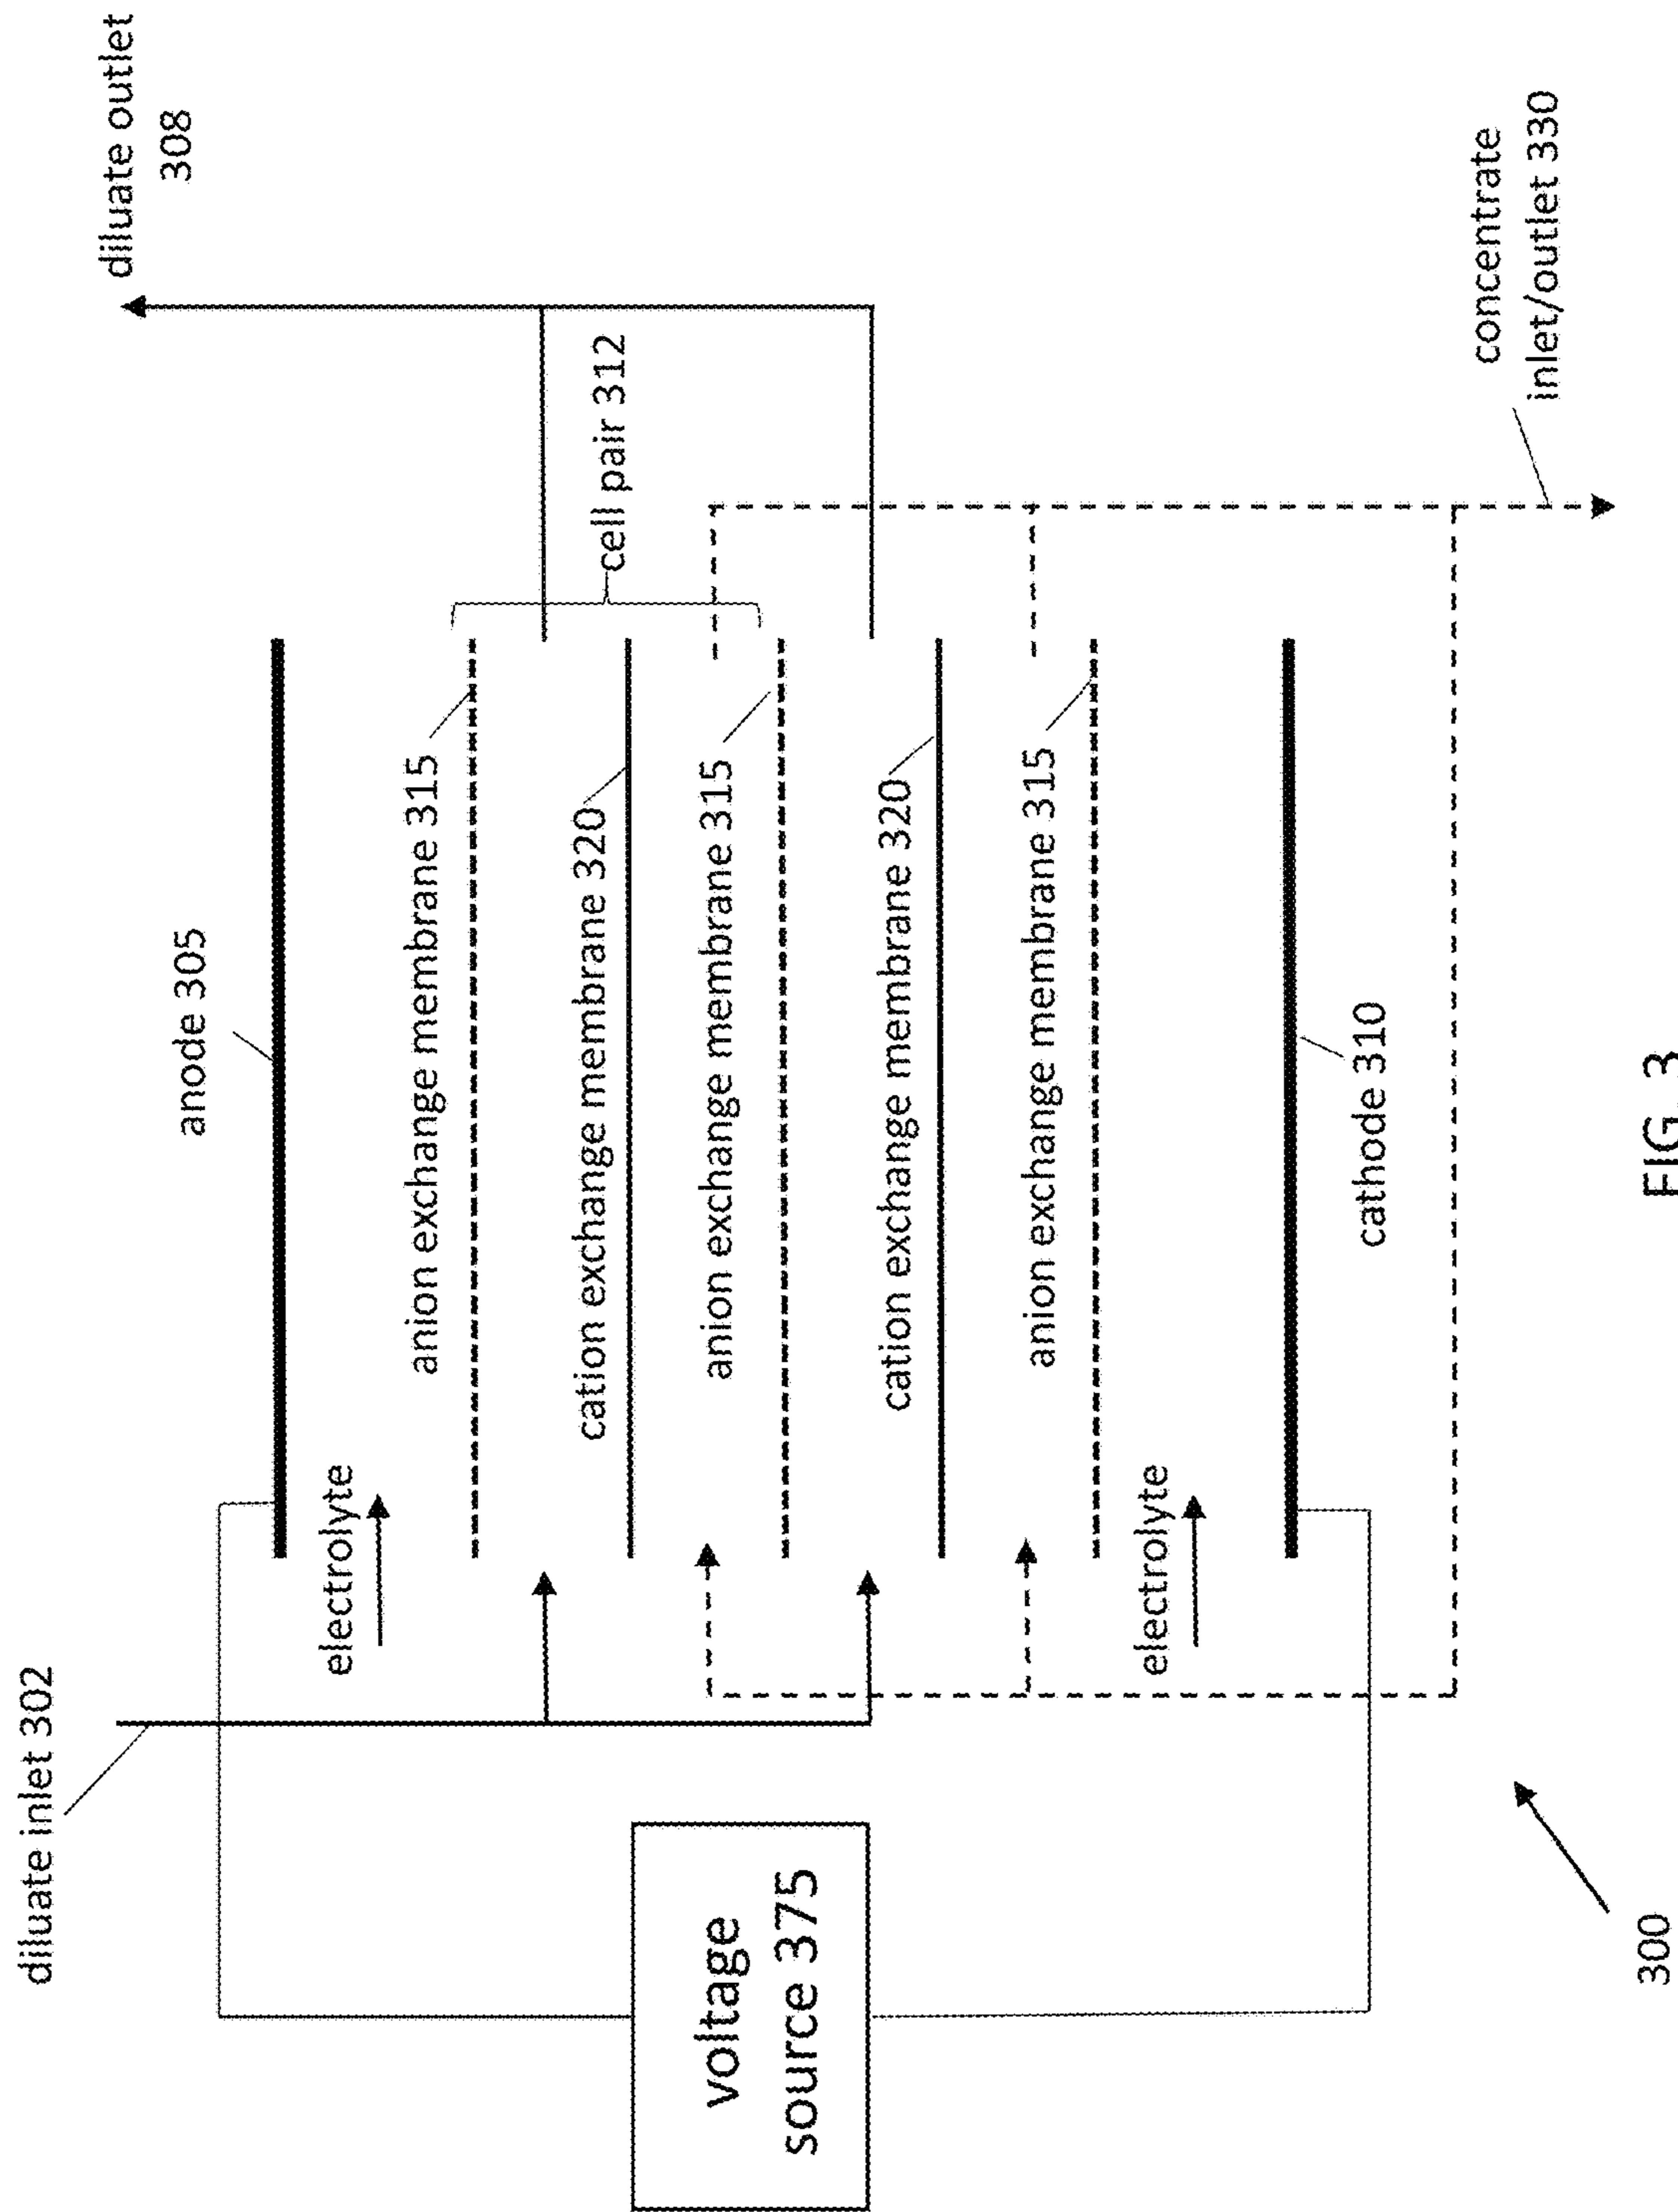 diluate inlet 302
diluate outlet
308
anode 305
electrolyte
anion exchange membrane 315
cation exchange membrane 320
cell pair 312
anion exchange membrane 315
voltage
source 375
cation exchange membrane 320
anion exchange membrane 315
electrolyte
cathode 310
concentrate
inlet/outlet 330
300
FIG. 3